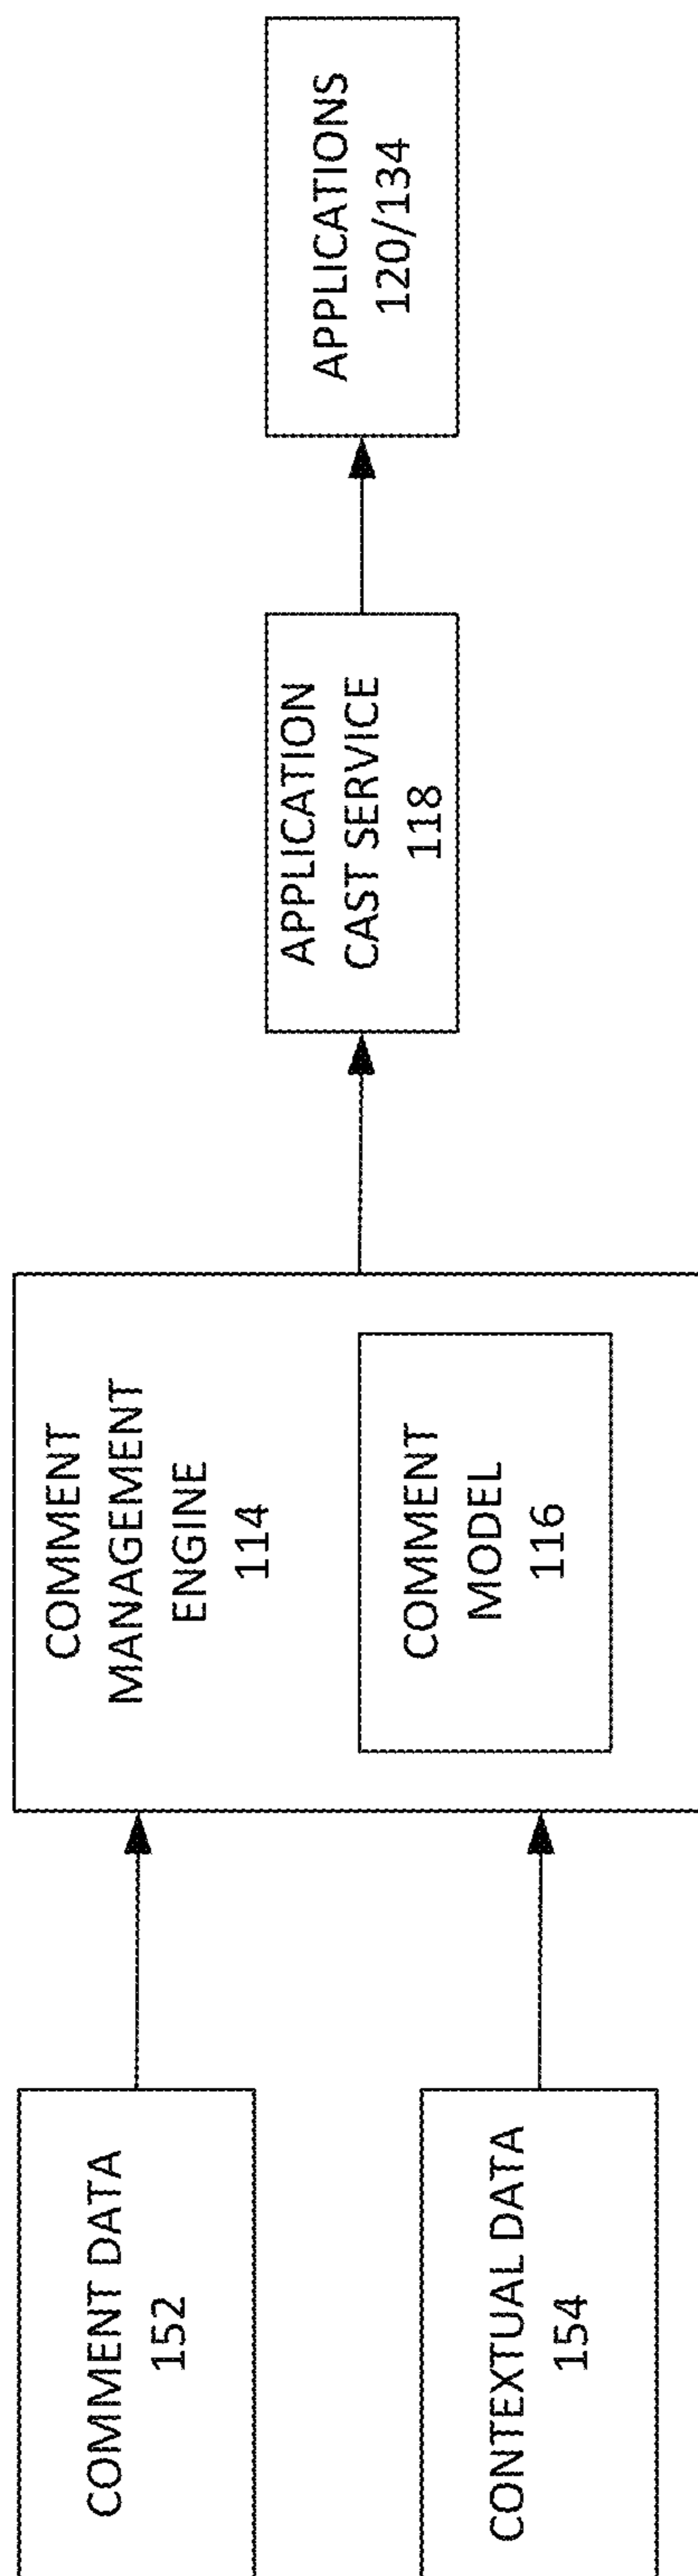 COMMENT DATA
152
CONTEXTUAL DATA
154
COMMENT
MANAGEMENT
ENGINE
114
COMMENT
MODEL
116
APPLICATION
CAST SERVICE
118
APPLICATIONS
120/134